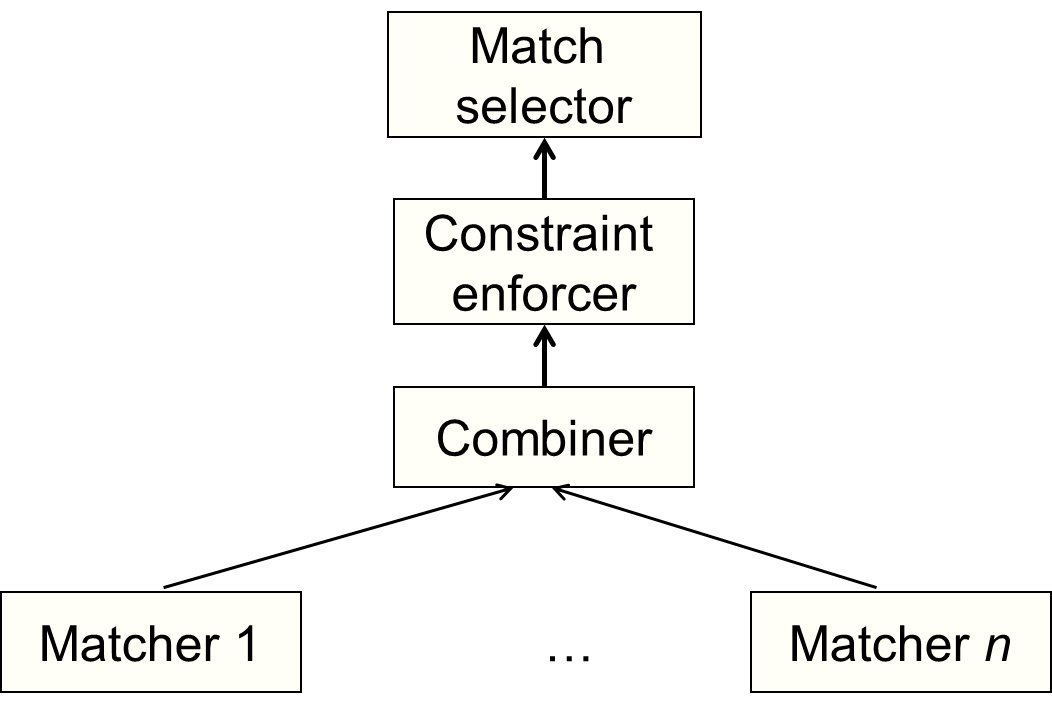 Match
selector
Constraint
enforcer
Combiner
Matcher 1
…
Matcher n